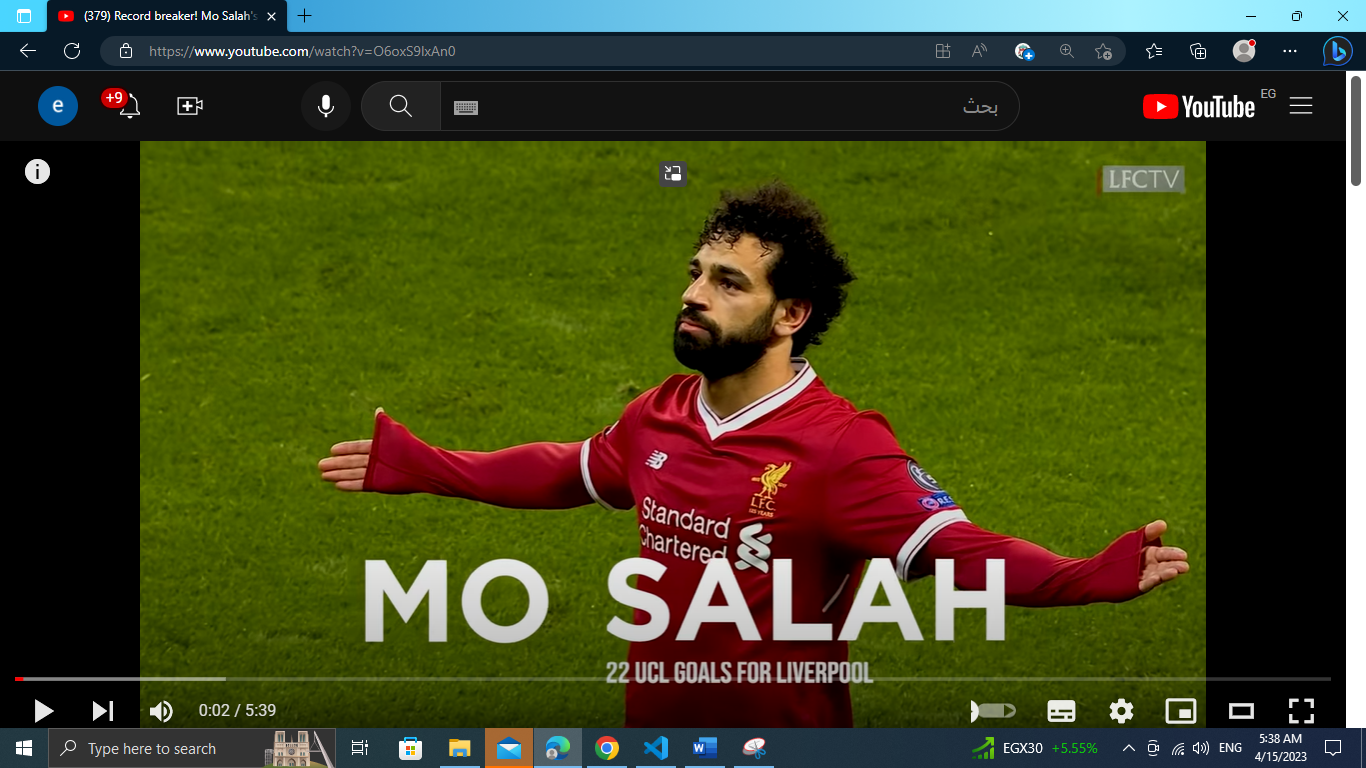 (379) Record breaker! Mo Salah's
https://www.youtube.com/watch?v=O6oxS9lxAn0
e
+9
بحث
YouTube
EG
LFCTV
L.F.C.
Standard
Chartered
MO SALAH
22 UCL GOALS FOR LIVERPOOL
0:02 / 5:39
Type here to search
EGX30 +5.55%
ENG
5:38 AM
4/15/2023